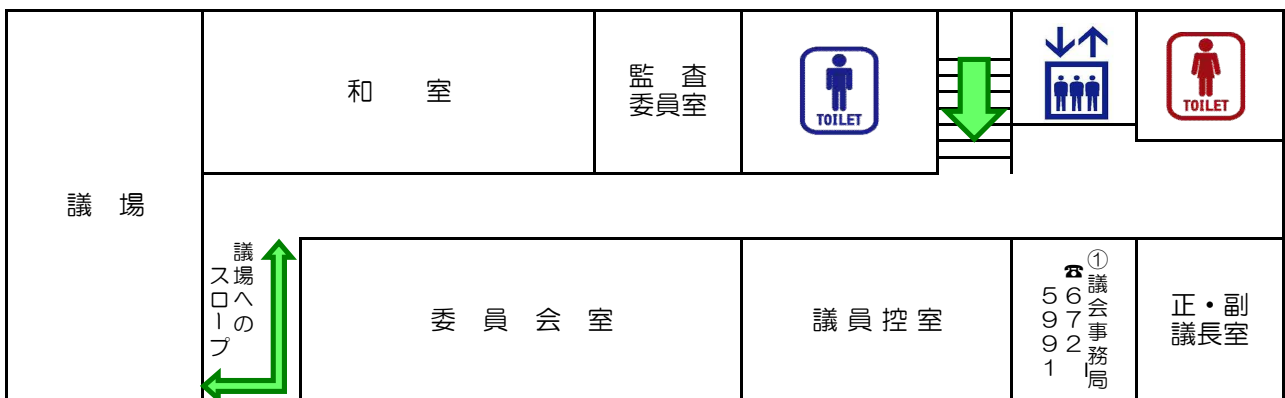 和室
監査
委員室
TOILET
TOILET
議場
議場への
スロープ
委員会室
議員控室
①議会事務局
☎672-
5991
正・副
議長室